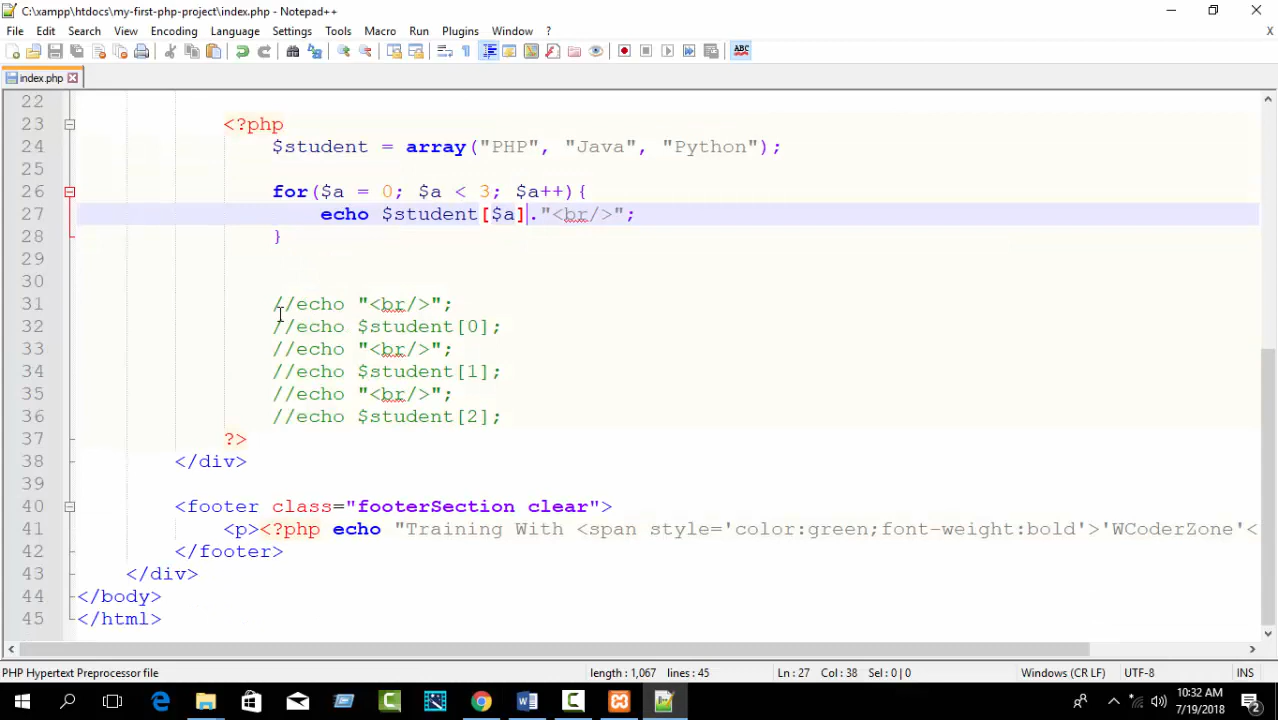 C:\xampp\htdocs\my-first-php-project\index.php - Notepad++
File Edit Search View Encoding Language Settings Tools Macro Run Plugins Window ? X
ABC
index.php
22
23 <?php
24 $student = array("PHP", "Java", "Python");
25
26 for($a = 0; $a < 3; $a++){
27 echo $student[$a]."<br/>";
28 }
29
30
31 //echo "<br/>";
32 //echo $student[0];
33 //echo "<br/>";
34 //echo $student[1];
35 //echo "<br/>";
36 //echo $student[2];
37 ?>
38 </div>
39
40 <footer class="footerSection clear">
41 <p><?php echo "Training With <span style='color:green;font-weight:bold'>'WCoderZone'<
42 </footer>
43 </div>
44 </body>
45 </html>
PHP Hypertext Preprocessor file length : 1,067 lines : 45 Ln : 27 Col : 38 Sel : 0 | 0 Windows (CR LF) UTF-8 INS
10:32 AM
7/19/2018
2